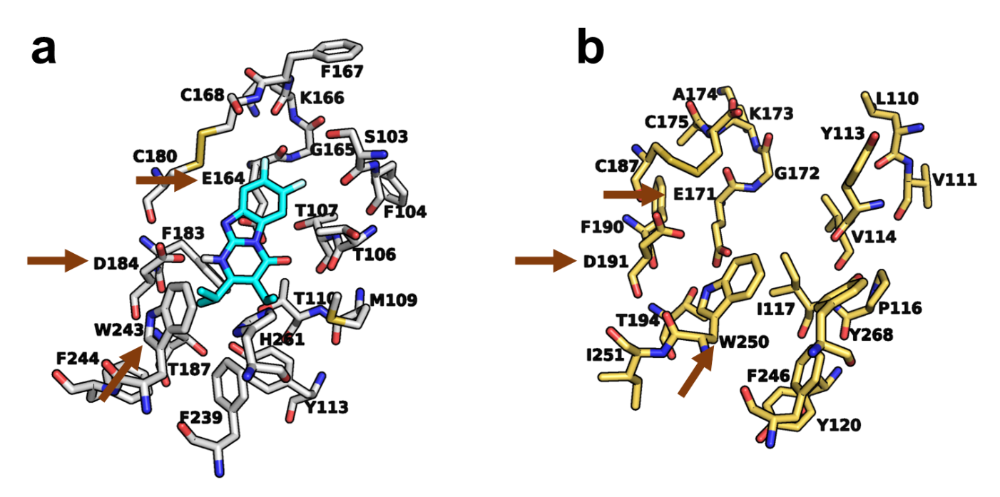 a
F167
C168
K166
S103
G165
C180
E164
F104
T107
F183
T106
D184
T110
M109
W243
H261
F244
T187
Y113
F239
b
A174
L110
C175
K173
Y113
C187
G172
V111
E171
F190
V114
D191
I117
P116
T194
Y268
W250
I251
F246
Y120